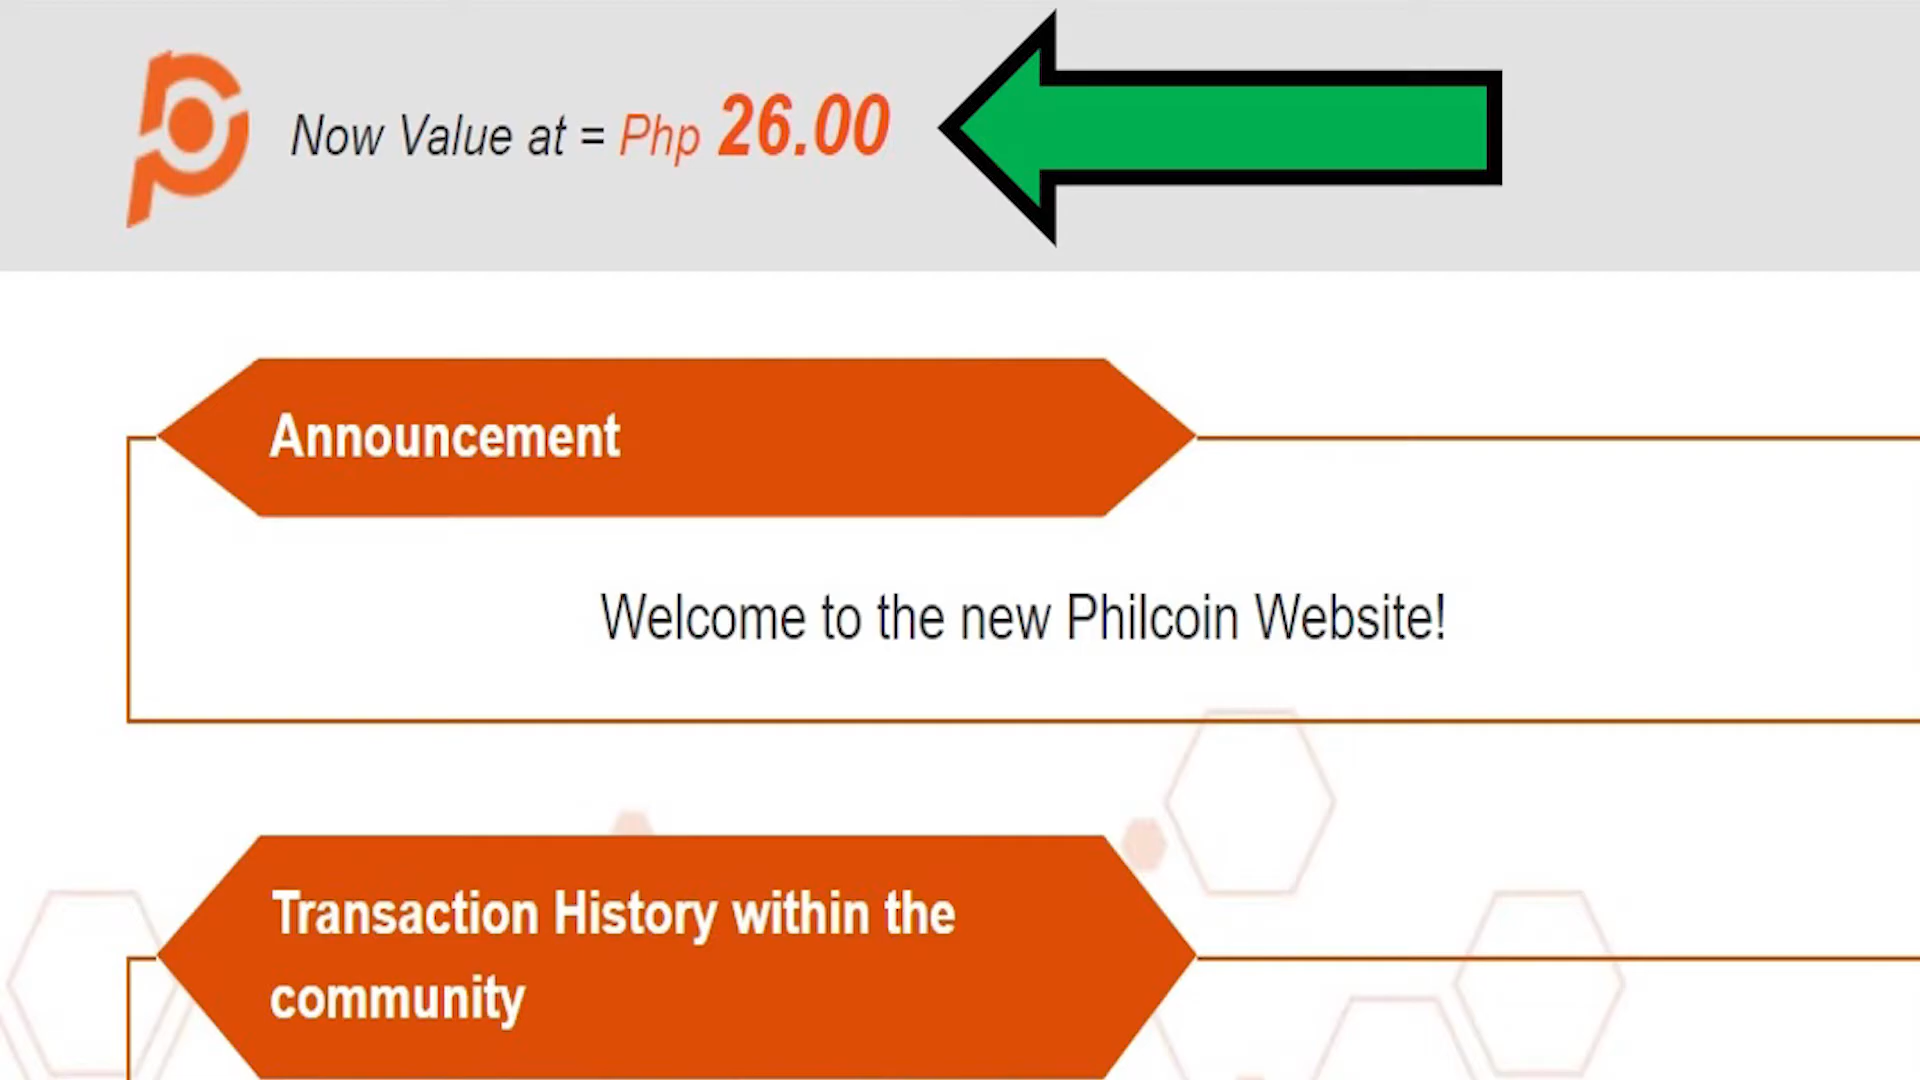 Now Value at = Php 26.00
Announcement
Welcome to the new Philcoin Website!
Transaction History within the
community